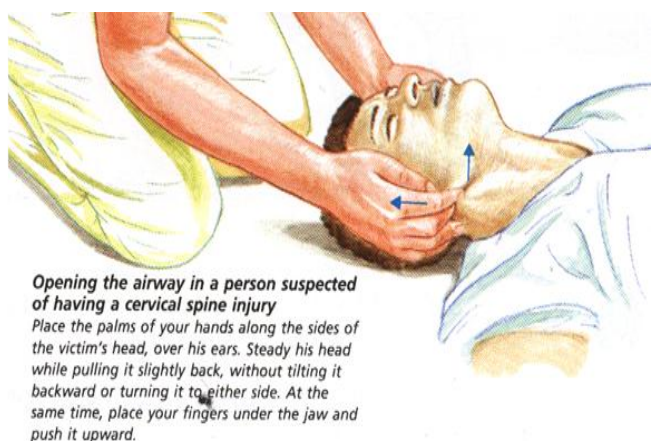 Opening the airway in a person suspected
of having a cervical spine injury
Place the palms of your hands along the sides of
the victim's head, over his ears. Steady his head
while pulling it slightly back, without tilting it
backward or turning it to either side. At the
same time, place your fingers under the jaw and
push it upward.